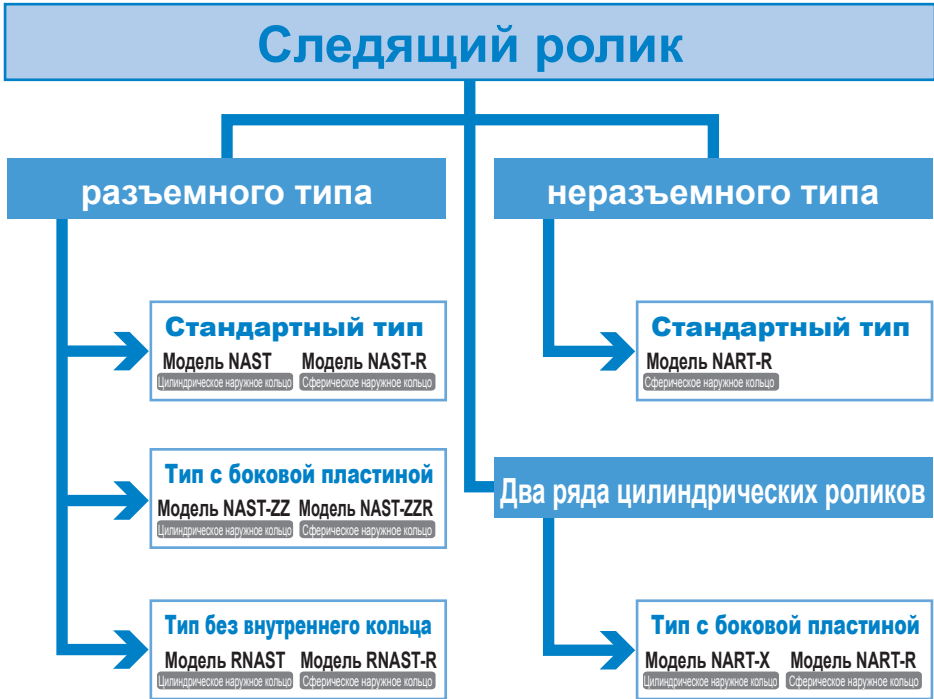 Следящий ролик
разъемного типа
Стандартный тип
Модель NAST Модель NAST-R
Цилиндрическое наружное кольцо Сферическое наружное кольцо
Тип с боковой пластиной
Модель NAST-ZZ Модель NAST-ZZR
Цилиндрическое наружное кольцо Сферическое наружное кольцо
Тип без внутреннего кольца
Модель RNAST Модель RNAST-R
Цилиндрическое наружное кольцо Сферическое наружное кольцо
неразъемного типа
Стандартный тип
Модель NART-R
Сферическое наружное кольцо
Два ряда цилиндрических роликов
Тип с боковой пластиной
Модель NART-X Модель NART-R
Цилиндрическое наружное кольцо Сферическое наружное кольцо